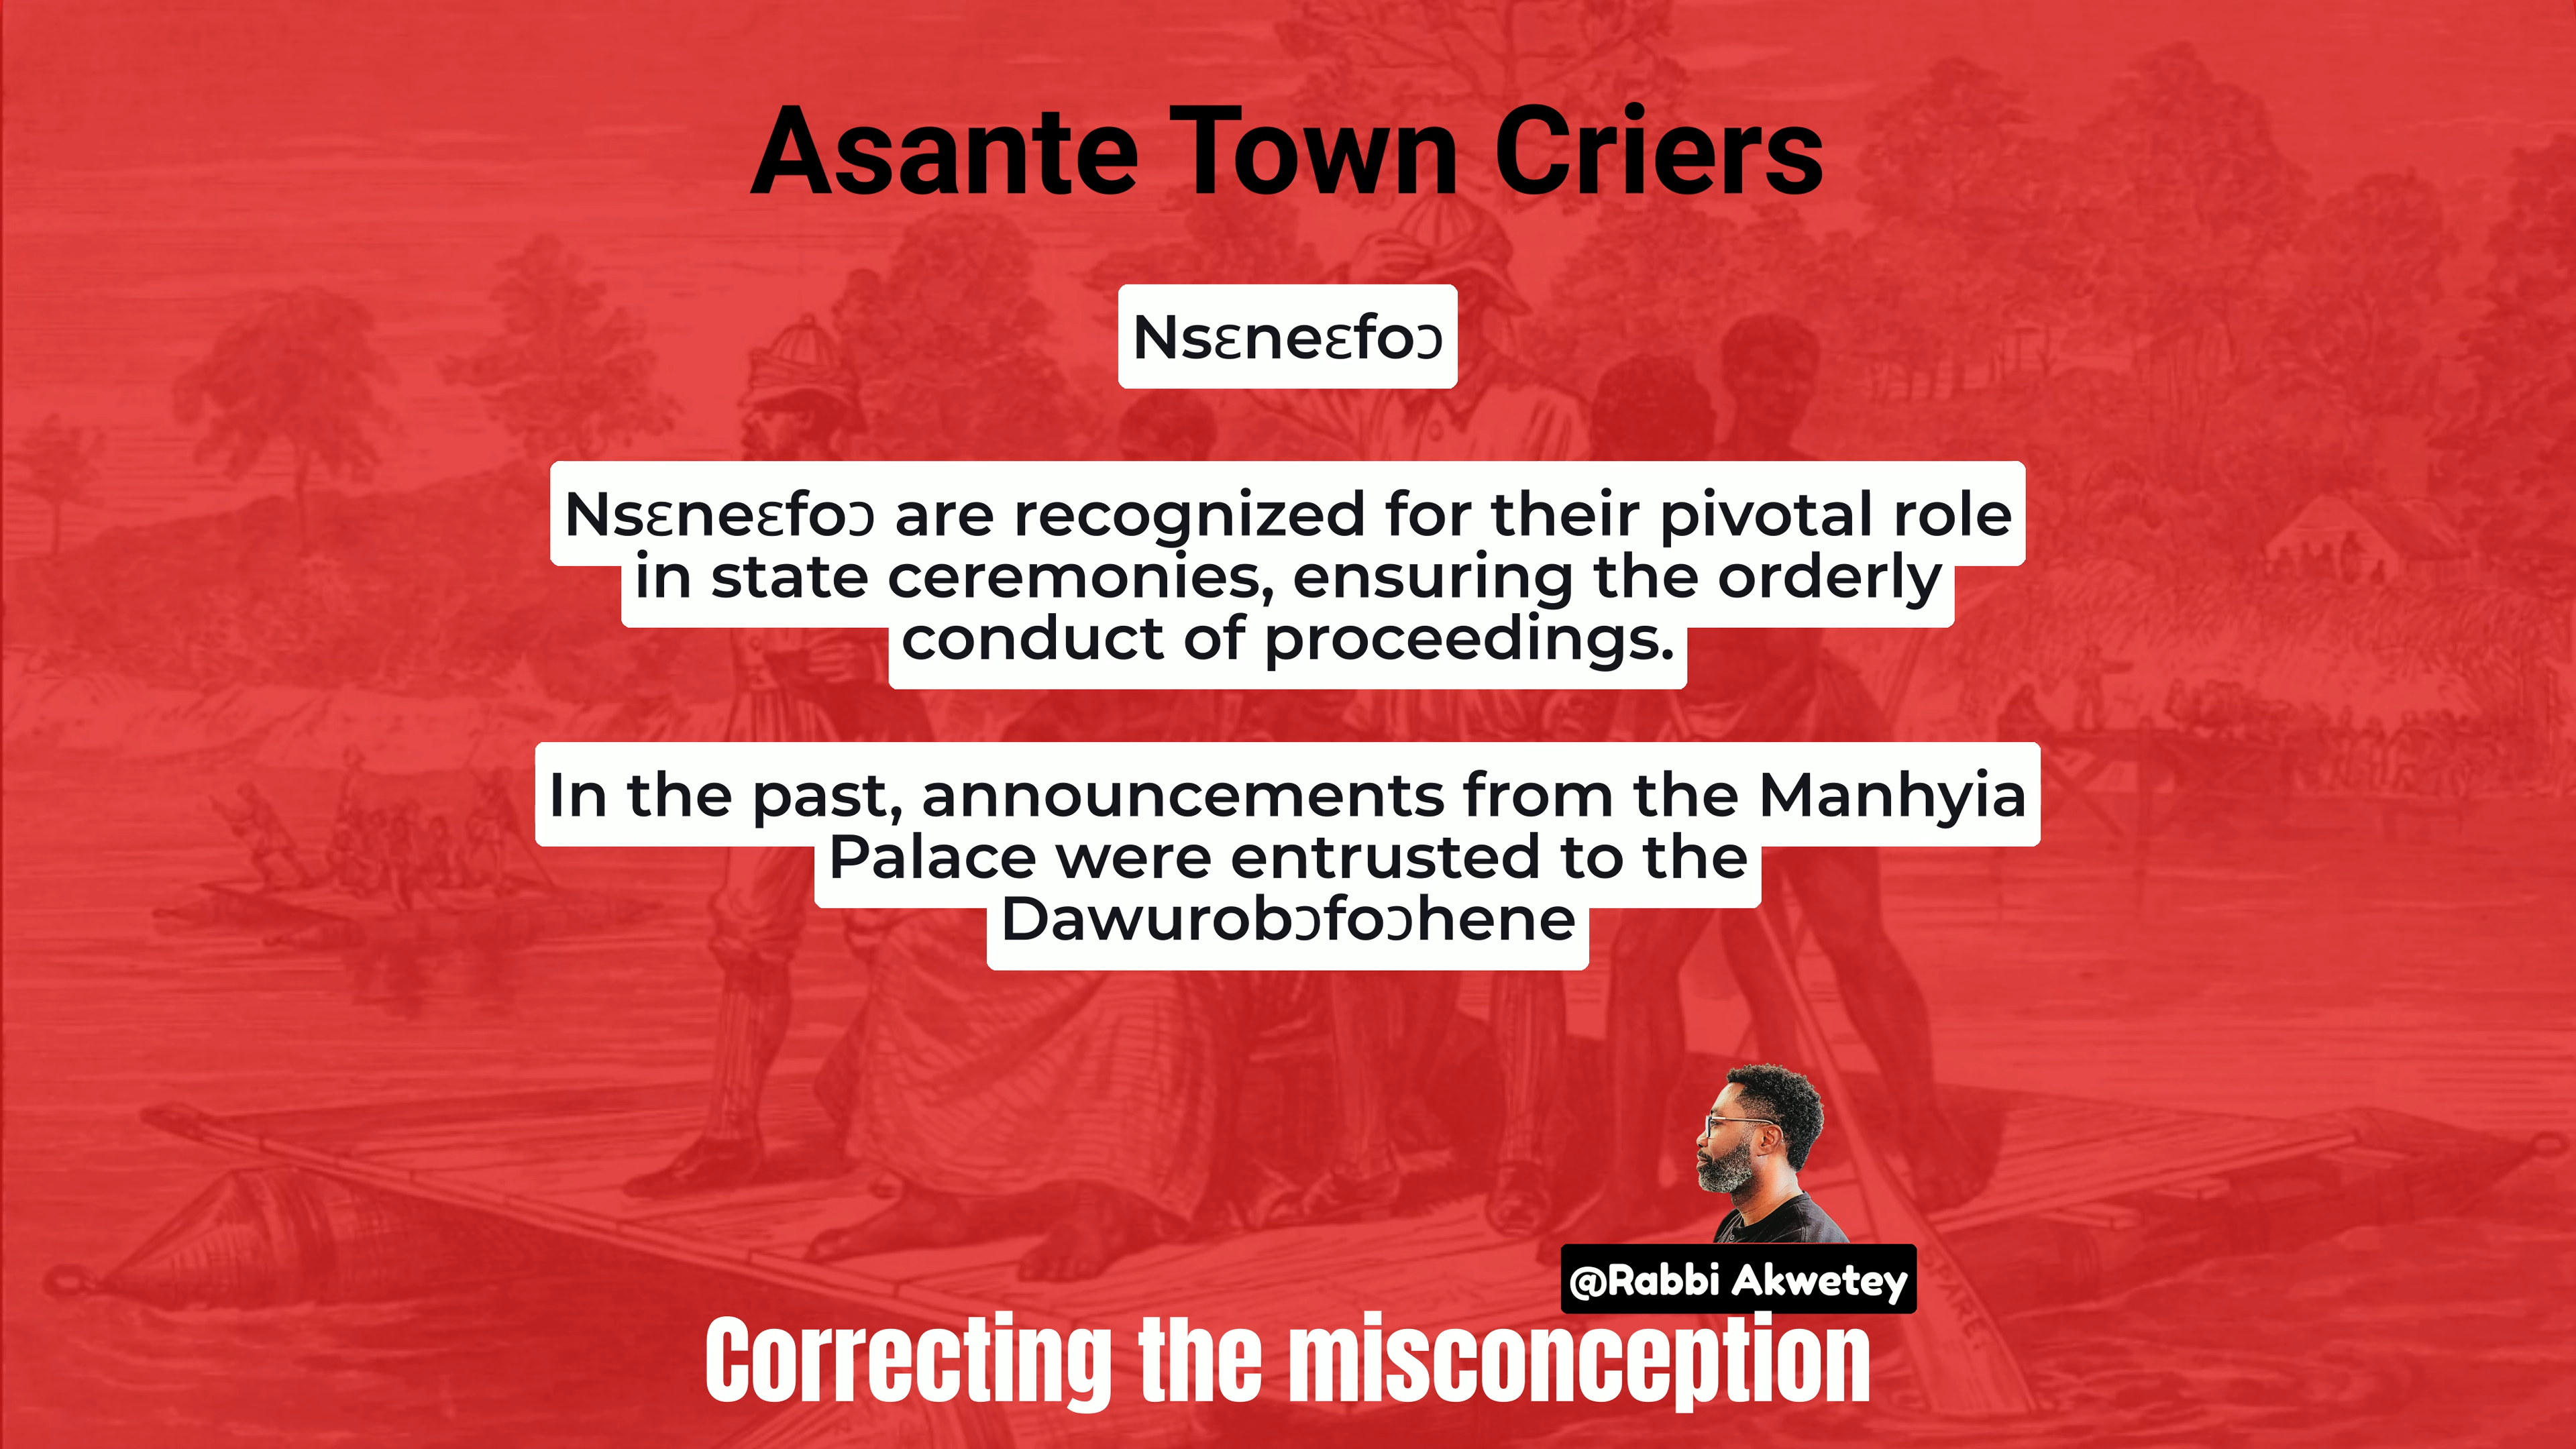 Asante Town Criers
Nsɛneɛfoɔ
Nsɛneɛfoɔ are recognized for their pivotal role
in state ceremonies, ensuring the orderly
conduct of proceedings.
In the past, announcements from the Manhyia
Palace were entrusted to the
Dawurobɔfoɔhene
@Rabbi Akwetey
Correcting the misconception